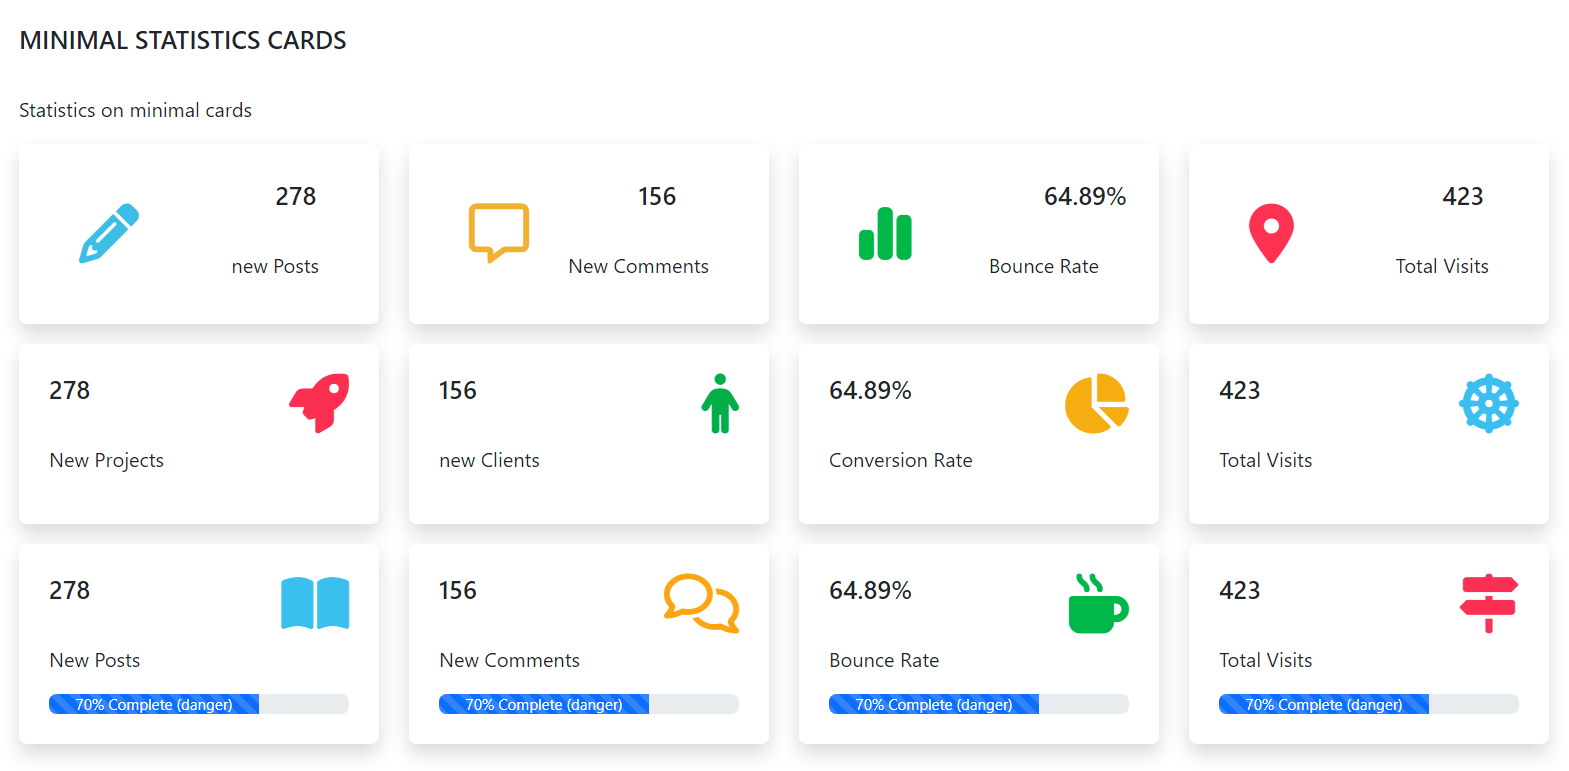 MINIMAL STATISTICS CARDS
Statistics on minimal cards
278
new Posts
156
New Comments
64.89%
Bounce Rate
423
Total Visits
278
New Projects
156
new Clients
64.89%
Conversion Rate
423
Total Visits
278
New Posts
70% Complete (danger)
156
New Comments
70% Complete (danger)
64.89%
Bounce Rate
70% Complete (danger)
423
Total Visits
70% Complete (danger)